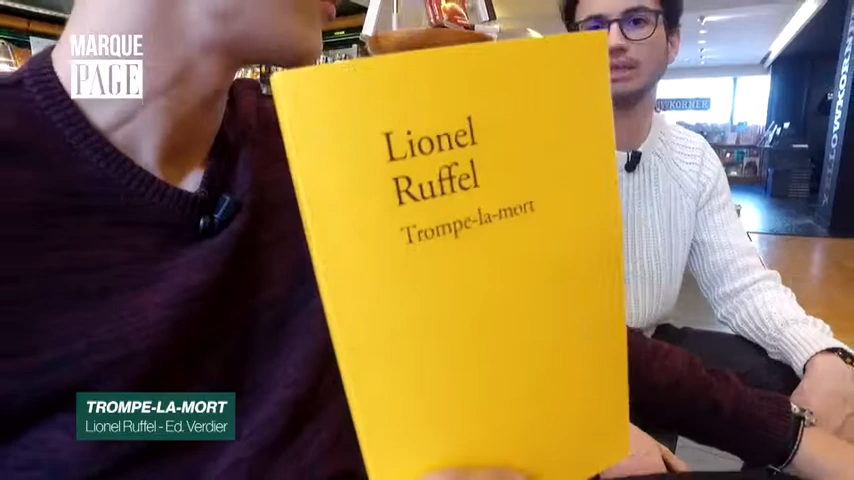 MARQUE
PAGE
Lionel
Ruffel
Trompe-la-mort
TROMPE-LA-MORT
Lionel Ruffel - Ed. Verdier